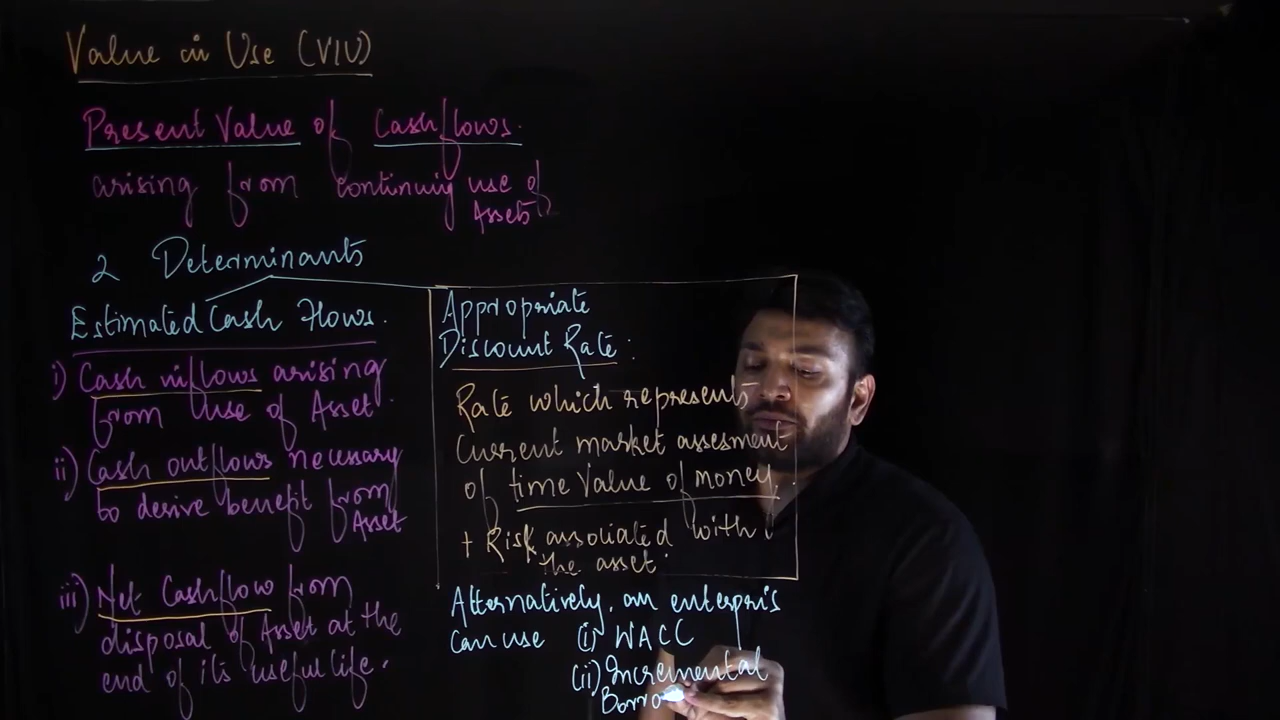 Value in Use (VIU)
Present Value of Cashflows.
arising from continuing use of
Assets
2 Determinants
Estimated Cash Flows.
i) Cash inflows arising
from use of Asset.
ii) Cash outflows necessary
to derive benefit from
Asset
iii) Net Cashflow from
disposal of Asset at the
end of its useful life.
Appropriate
Discount Rate:
Rate which represents
Current market assesment
of time value of money.
+ Risk associated with
the asset.
Alternatively, an enterpris
can use (i) WACC
(ii) Incremental
Borro